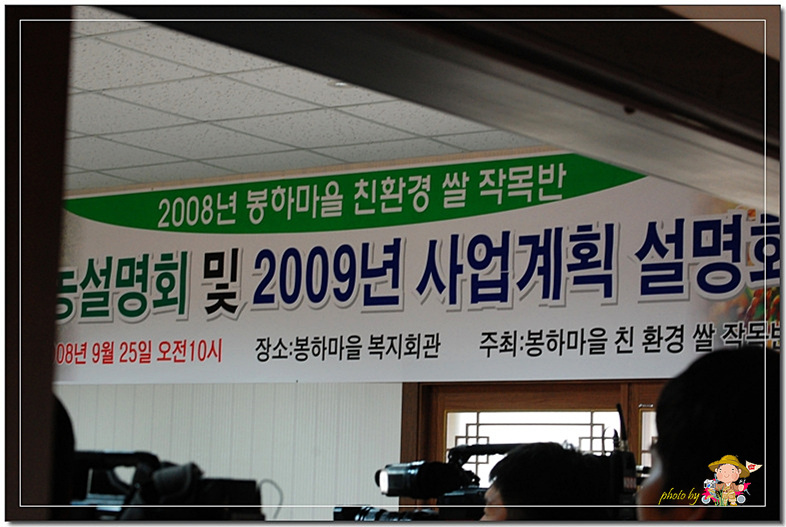 2008년 봉하마을 친환경 쌀 작목반
설명회 및 2009년 사업계획 설명회
08년 9월 25일 오전10시 장소:봉하마을 복지회관 주최:봉하마을 친 환경 쌀 작목반
photo by